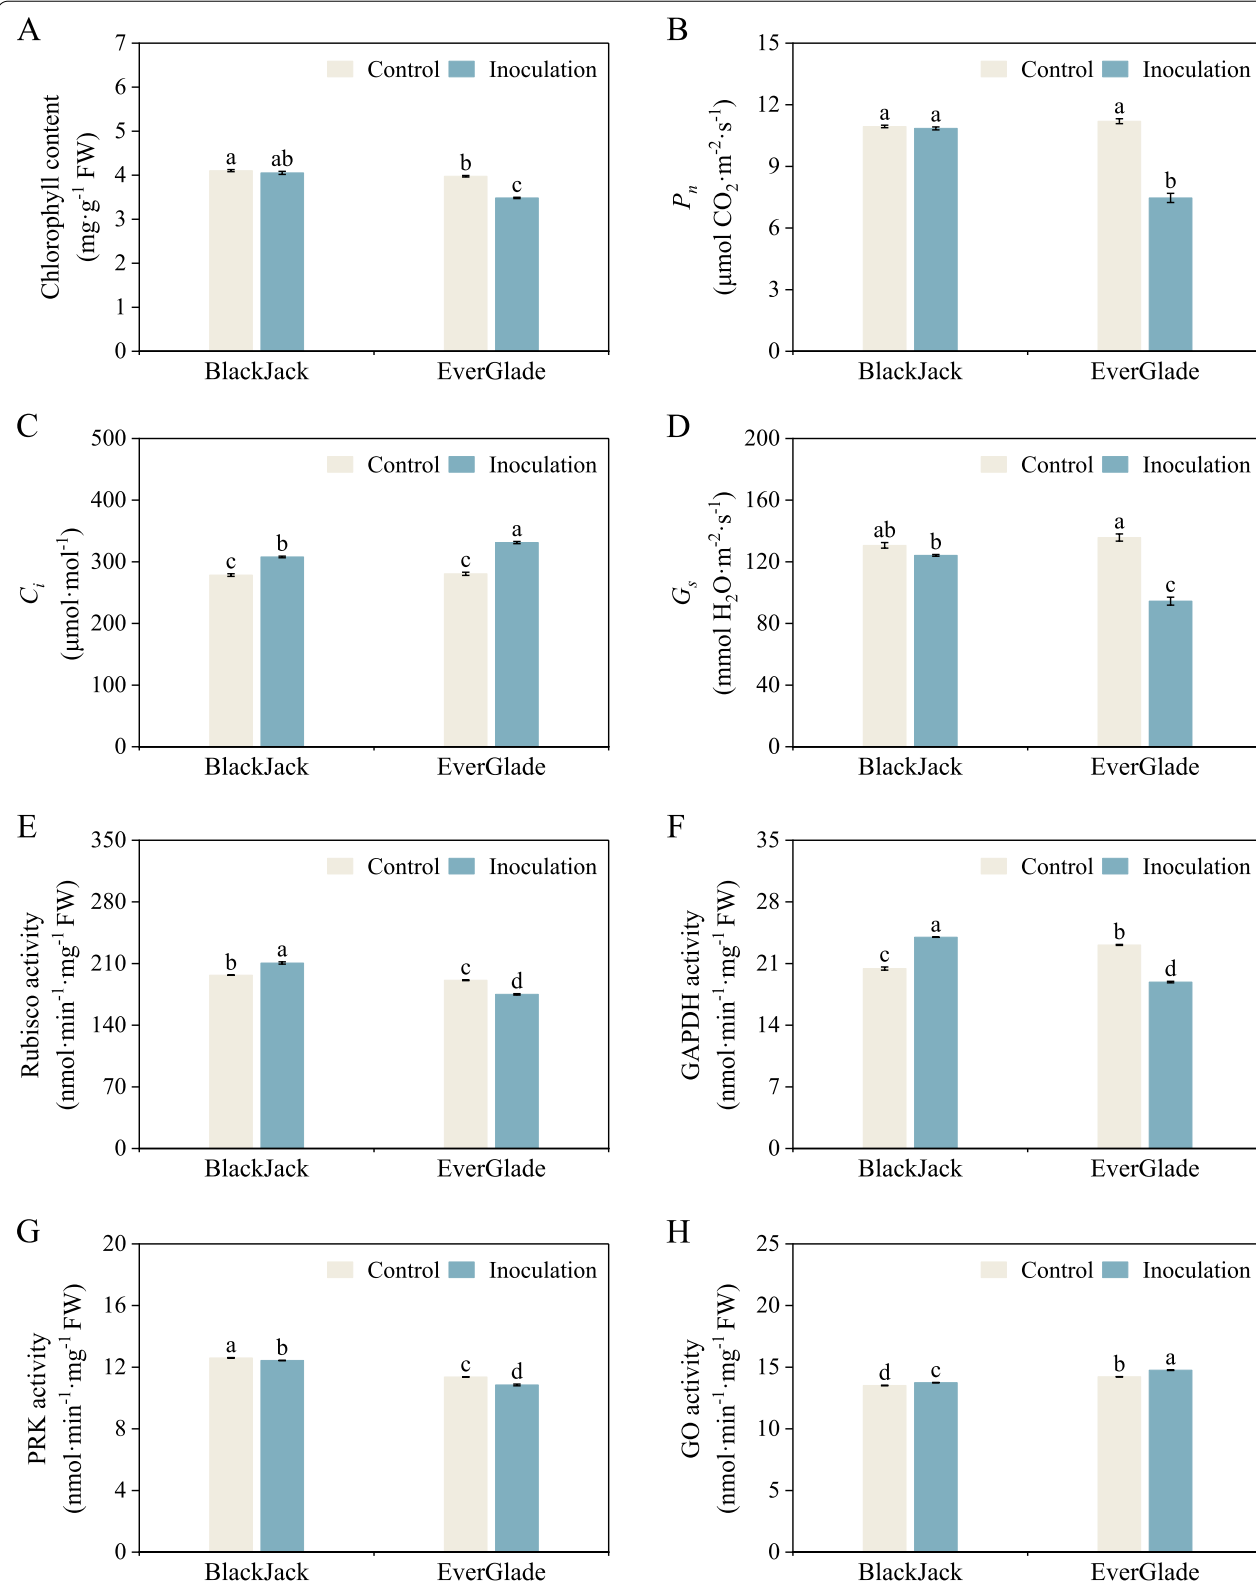 A
Chlorophyll content
(mg·g⁻¹ FW)
7
6
5
4
3
2
1
0
Control Inoculation
a ab b c
BlackJack EverGlade
B
Pₙ
(μmol CO₂·m⁻²·s⁻¹)
15
12
9
6
3
0
Control Inoculation
a a a b
BlackJack EverGlade
C
Cᵢ
(μmol·mol⁻¹)
500
400
300
200
100
0
Control Inoculation
c b c a
BlackJack EverGlade
D
Gₛ
(mmol H₂O·m⁻²·s⁻¹)
200
160
120
80
40
0
Control Inoculation
ab b a c
BlackJack EverGlade
E
Rubisco activity
(nmol·min⁻¹·mg⁻¹ FW)
350
280
210
140
70
0
Control Inoculation
b a c d
BlackJack EverGlade
F
GAPDH activity
(nmol·min⁻¹·mg⁻¹ FW)
35
28
21
14
7
0
Control Inoculation
c a b d
BlackJack EverGlade
G
PRK activity
(nmol·min⁻¹·mg⁻¹ FW)
20
16
12
8
4
0
Control Inoculation
a b c d
BlackJack EverGlade
H
GO activity
(nmol·min⁻¹·mg⁻¹ FW)
25
20
15
10
5
0
Control Inoculation
d c b a
BlackJack EverGlade